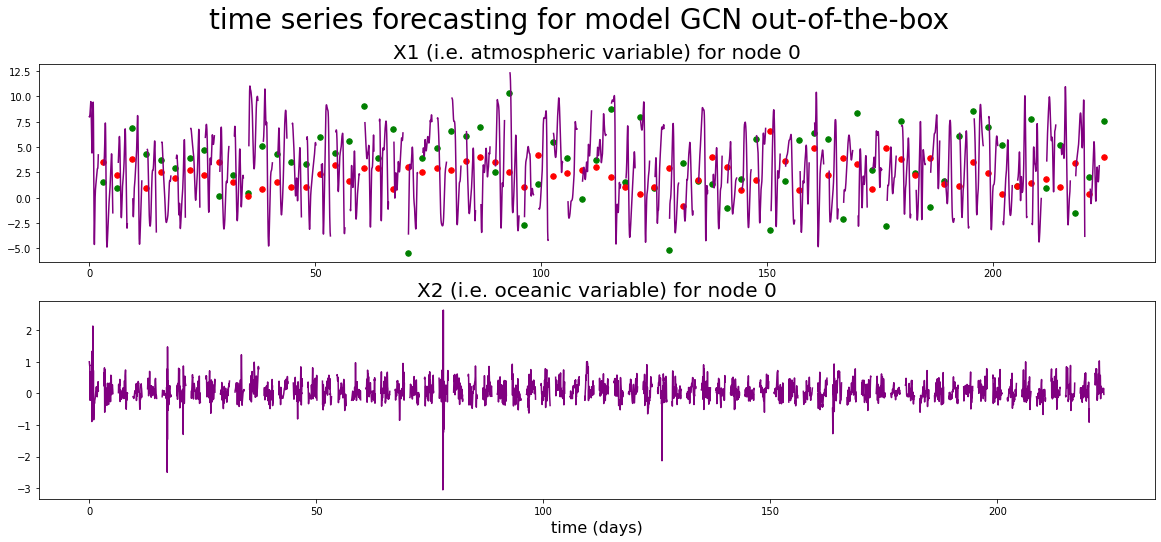 time series forecasting for model GCN out-of-the-box
X1 (i.e. atmospheric variable) for node 0
12.5
10.0
7.5
5.0
2.5
0.0
−2.5
−5.0
0 50 100 150 200
X2 (i.e. oceanic variable) for node 0
2
1
0
−1
−2
−3
0 50 100 150 200
time (days)